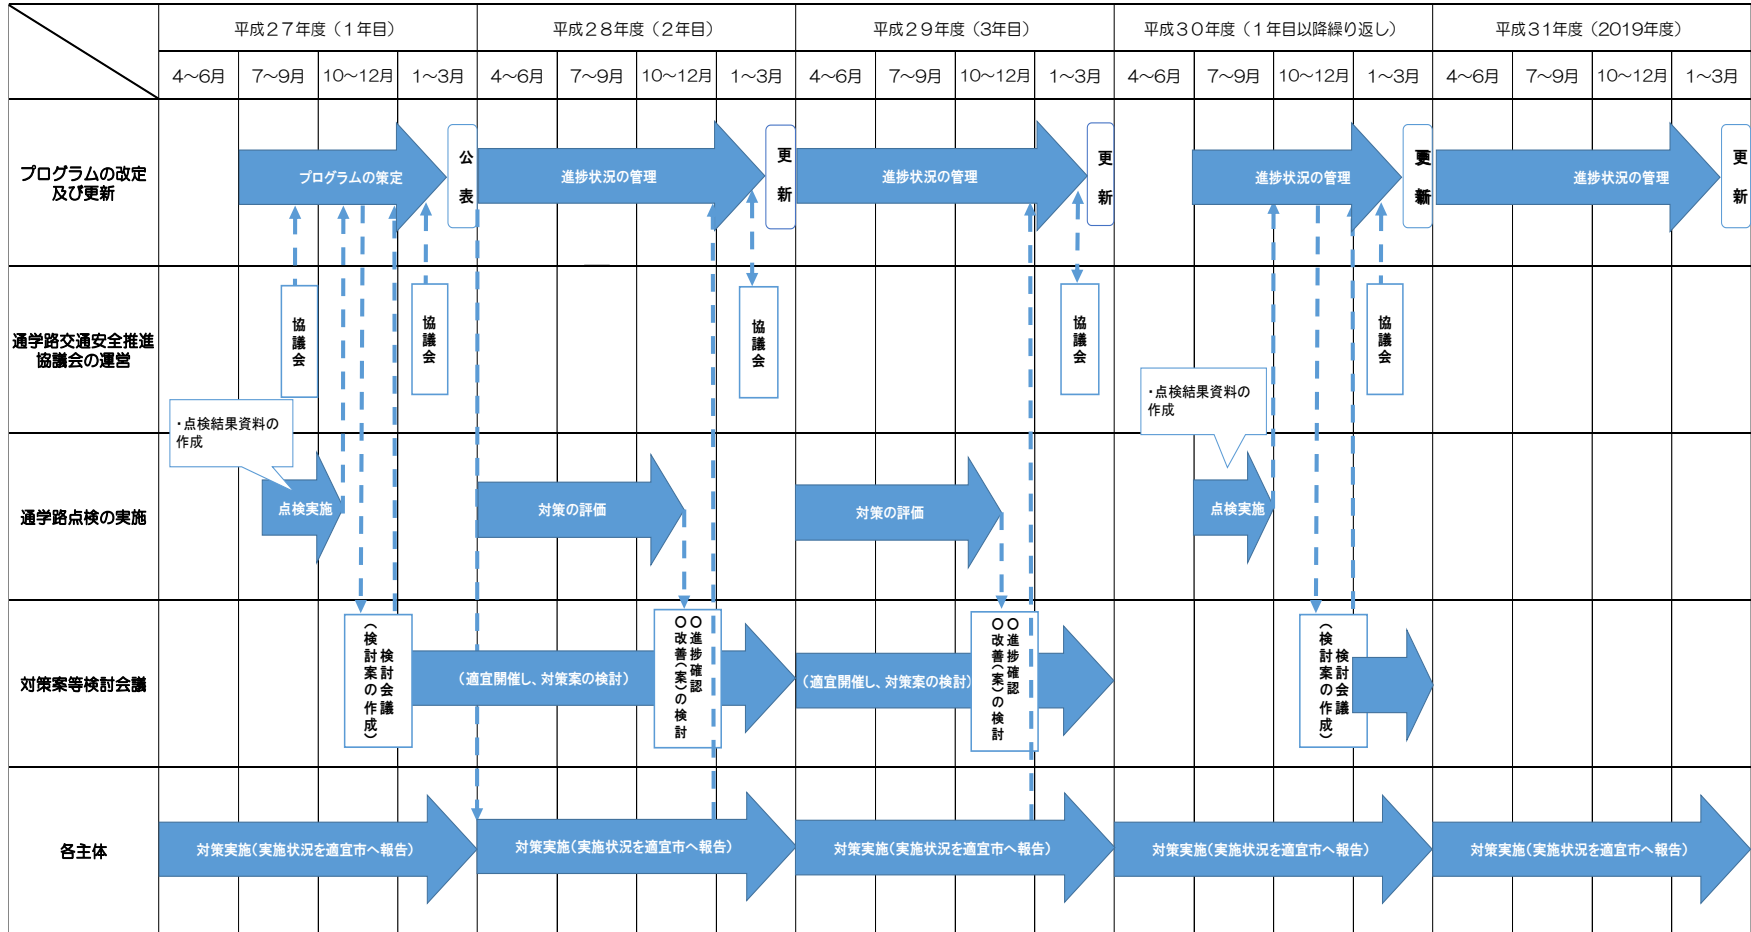 平成27年度(1年目)
平成28年度(2年目)
平成29年度(3年目)
平成30年度(1年目以降繰り返し)
平成31年度(2019年度)
4〜6月
7〜9月
10〜12月
1〜3月
4〜6月
7〜9月
10〜12月
1〜3月
4〜6月
7〜9月
10〜12月
1〜3月
4〜6月
7〜9月
10〜12月
1〜3月
4〜6月
7〜9月
10〜12月
1〜3月
プログラムの改定
及び更新
プログラムの策定
公表
進捗状況の管理
更新
進捗状況の管理
更新
進捗状況の管理
更新
進捗状況の管理
更新
通学路交通安全推進
協議会の運営
協議会
協議会
協議会
協議会
協議会
・点検結果資料の
作成
・点検結果資料の
作成
通学路点検の実施
点検実施
対策の評価
対策の評価
点検実施
対策案等検討会議
検討会議
(検討案の作成)
(適宜開催し、対策案の検討)
〇進捗確認
〇改善(案)の検討
(適宜開催し、対策案の検討)
〇進捗確認
〇改善(案)の検討
検討会議
(検討案の作成)
各主体
対策実施(実施状況を適宜市へ報告)
対策実施(実施状況を適宜市へ報告)
対策実施(実施状況を適宜市へ報告)
対策実施(実施状況を適宜市へ報告)
対策実施(実施状況を適宜市へ報告)